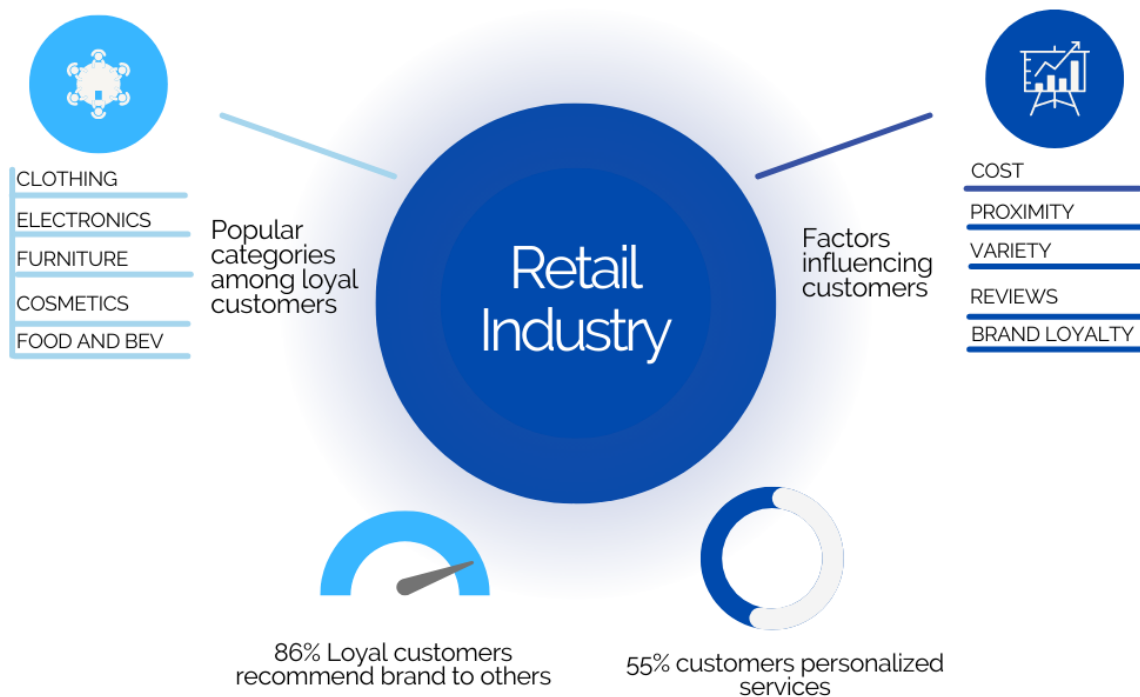 CLOTHING
ELECTRONICS
FURNITURE
COSMETICS
FOOD AND BEV
Popular
categories
among loyal
customers
Retail
Industry
Factors
influencing
customers
COST
PROXIMITY
VARIETY
REVIEWS
BRAND LOYALTY
86% Loyal customers
recommend brand to others
55% customers personalized
services